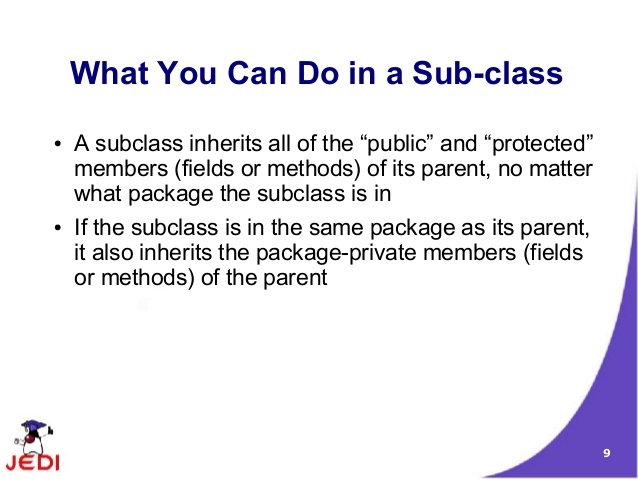 What You Can Do in a Sub-class
• A subclass inherits all of the “public” and “protected”
members (fields or methods) of its parent, no matter
what package the subclass is in
• If the subclass is in the same package as its parent,
it also inherits the package-private members (fields
or methods) of the parent
JEDI
9